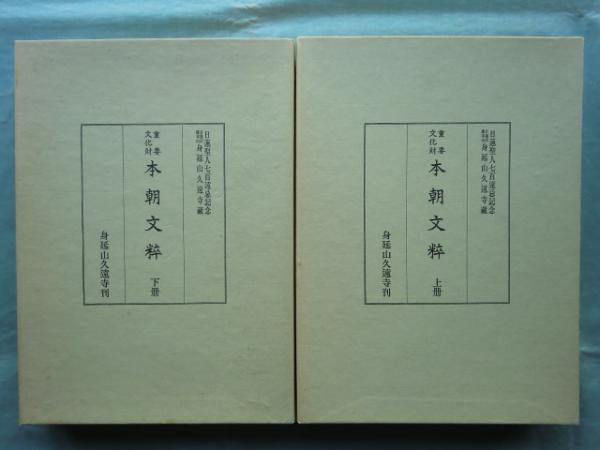 日蓮聖人七百遠忌記念
身延山久遠寺蔵
重要
文化財
本朝文粋 上册
身延山久遠寺刊
日蓮聖人七百遠忌記念
身延山久遠寺蔵
重要
文化財
本朝文粋 下册
身延山久遠寺刊